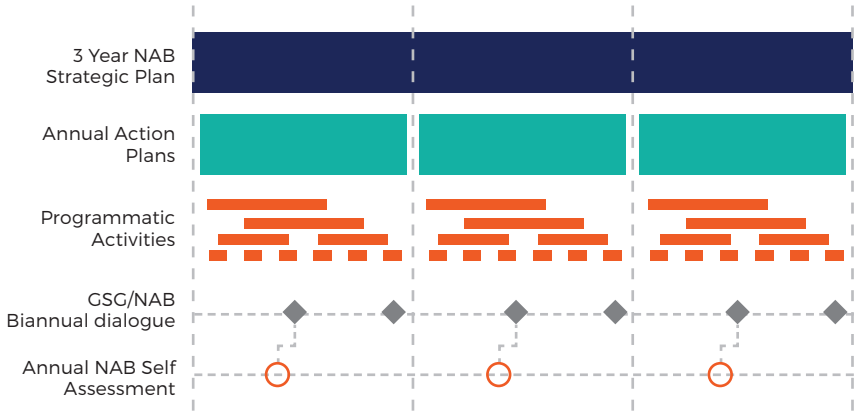 3 Year NAB
Strategic Plan
Annual Action
Plans
Programmatic
Activities
GSG/NAB
Biannual dialogue
Annual NAB Self
Assessment